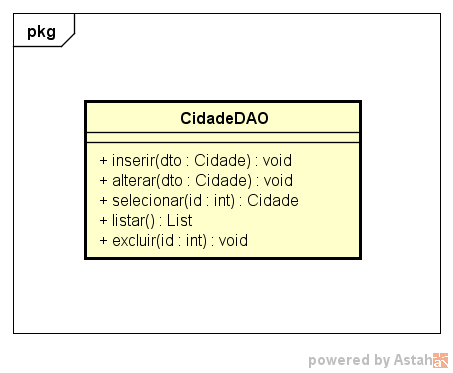 pkg
CidadeDAO
+ inserir(dto : Cidade) : void
+ alterar(dto : Cidade) : void
+ selecionar(id : int) : Cidade
+ listar() : List
+ excluir(id : int) : void
powered by Astah